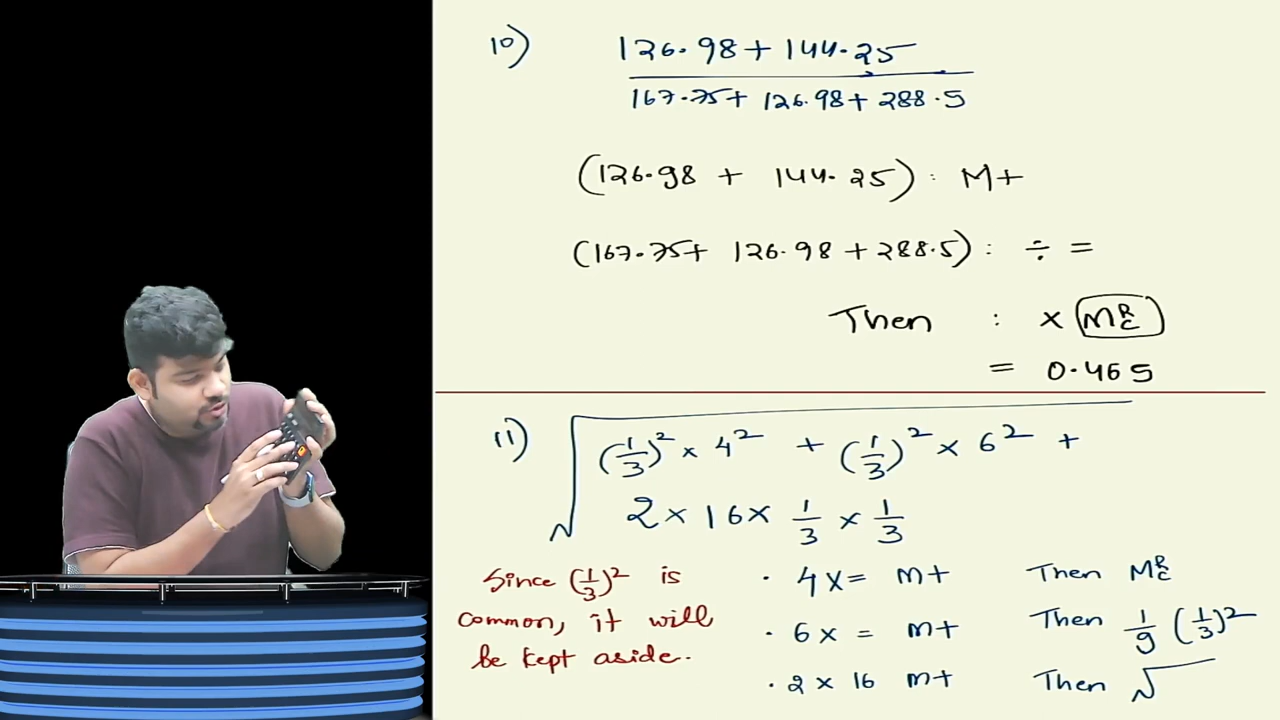 10) 126.98 + 144.25
167.75 + 126.98 + 288.5
(126.98 + 144.25) : M+
(167.75 + 126.98 + 288.5) : ÷ =
Then : × MRC
= 0.465
11) √ (1/3)² × 4² + (1/3)² × 6² +
2 × 16 × 1/3 × 1/3
Since (1/3)² is
common, it will
be kept aside.
· 4 × = m+ Then MRC
· 6 × = m+ Then 1/9 (1/3)²
· 2 × 16 m+ Then √